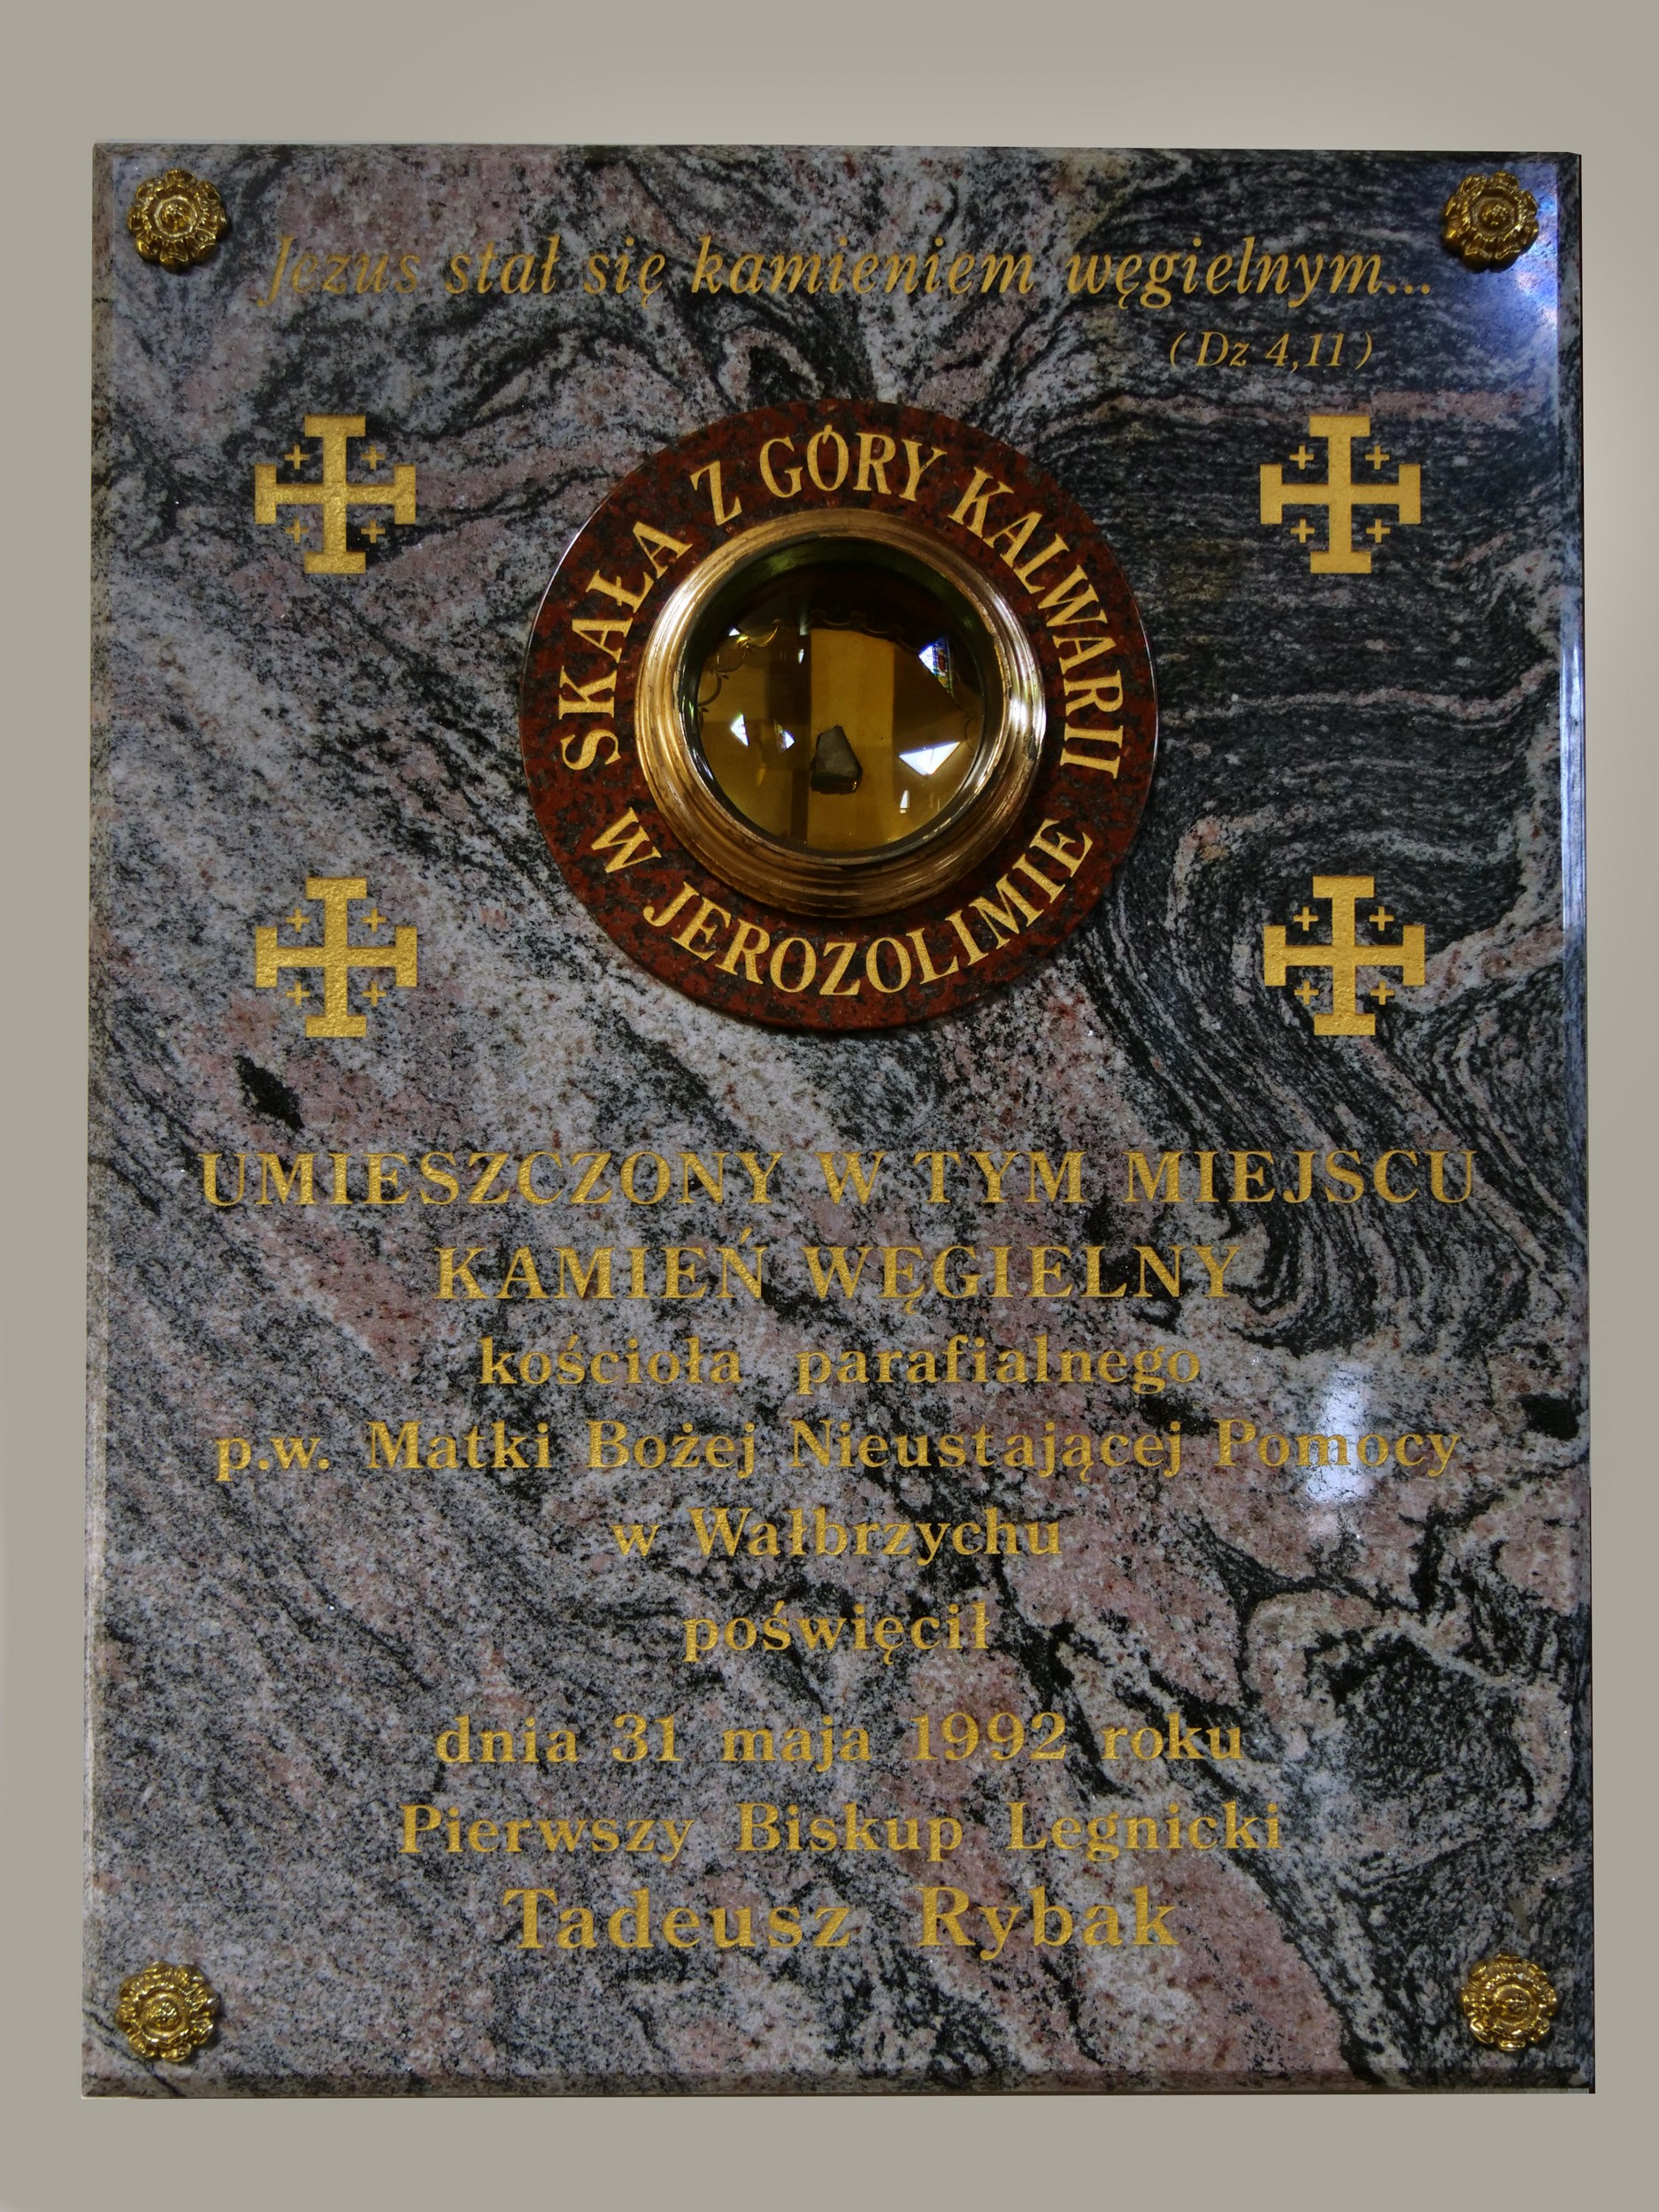 Jezus stał się kamieniem węgielnym...
(Dz 4,11)
SKAŁA Z GÓRY KALWARII
W JEROZOLIMIE
UMIESZCZONY W TYM MIEJSCU
KAMIEŃ WĘGIELNY
kościoła parafialnego
p.w. Matki Bożej Nieustającej Pomocy
w Wałbrzychu
poświęcił
dnia 31 maja 1992 roku
Pierwszy Biskup Legnicki
Tadeusz Rybak